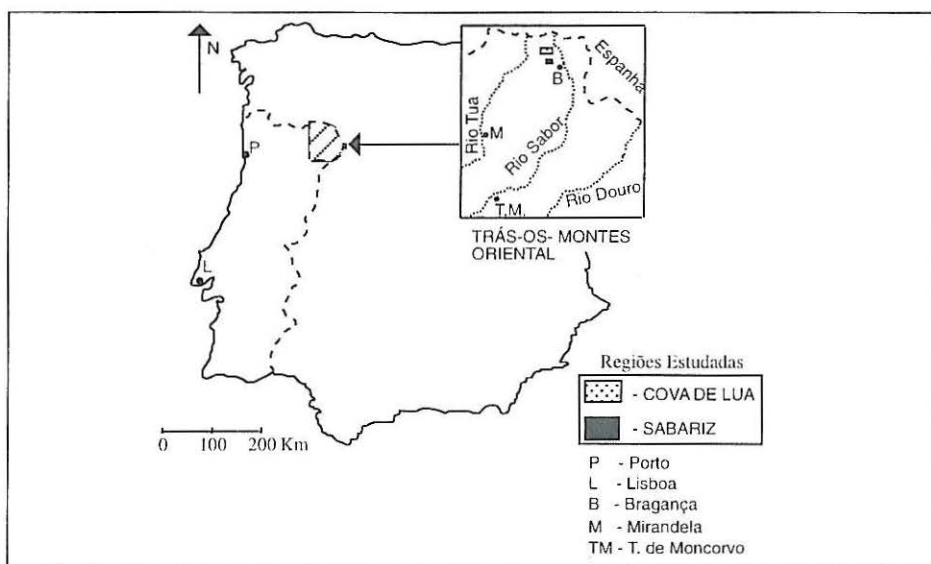 N
P
L
Espanha
B
Rio Tua
M
Rio Sabor
Rio Douro
T.M.
TRÁS-OS- MONTES
ORIENTAL
0 100 200 Km
Regiões Estudadas
- COVA DE LUA
- SABARIZ
P - Porto
L - Lisboa
B - Bragança
M - Mirandela
TM - T. de Moncorvo